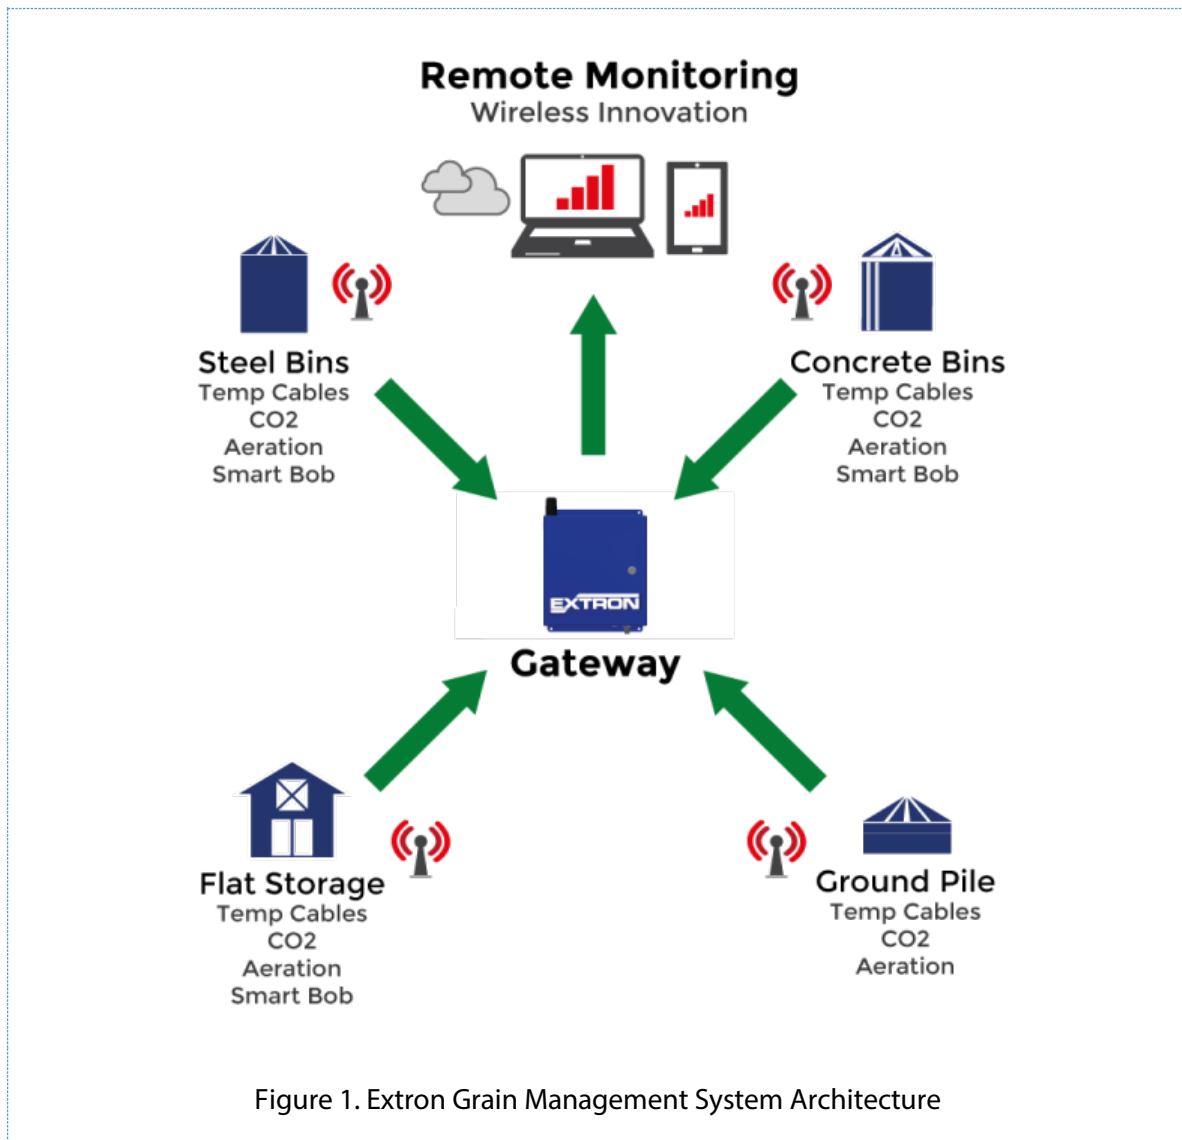 Remote Monitoring
Wireless Innovation
Steel Bins
Temp Cables
CO2
Aeration
Smart Bob
Concrete Bins
Temp Cables
CO2
Aeration
Smart Bob
EXTRON
Gateway
Flat Storage
Temp Cables
CO2
Aeration
Smart Bob
Ground Pile
Temp Cables
CO2
Aeration
Figure 1. Extron Grain Management System Architecture